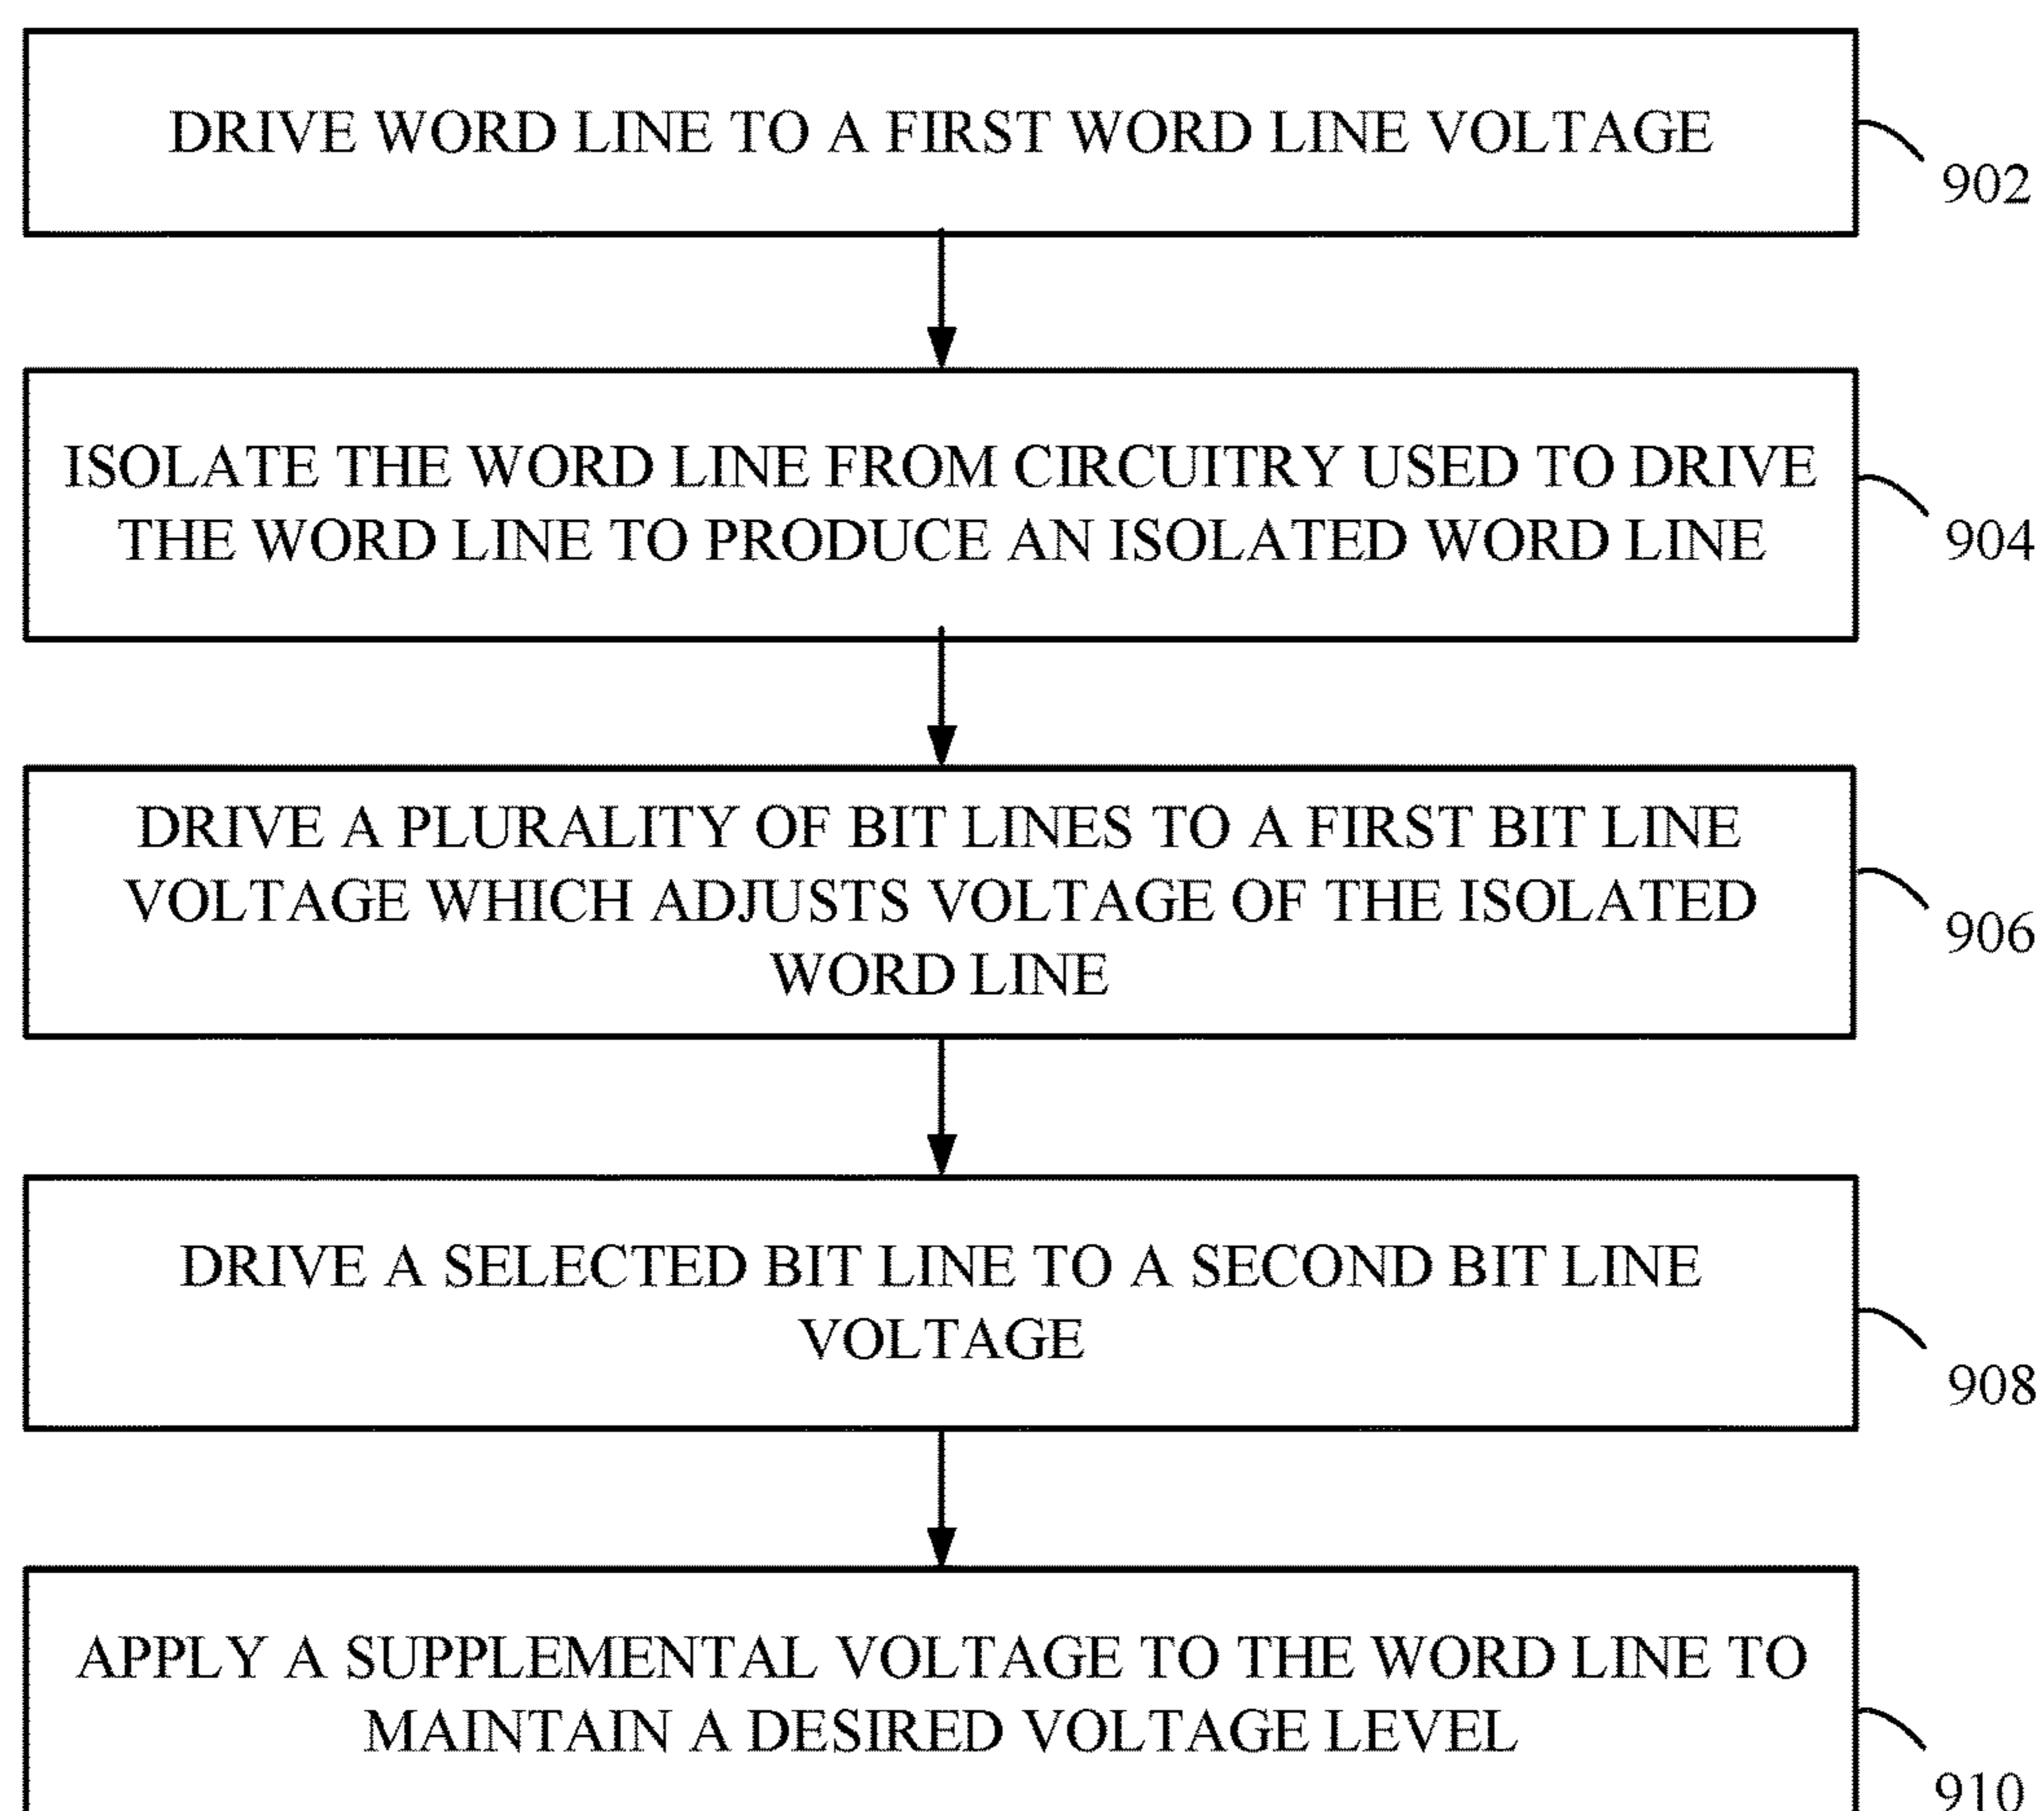 DRIVE WORD LINE TO A FIRST WORD LINE VOLTAGE
902
ISOLATE THE WORD LINE FROM CIRCUITRY USED TO DRIVE
THE WORD LINE TO PRODUCE AN ISOLATED WORD LINE
904
DRIVE A PLURALITY OF BIT LINES TO A FIRST BIT LINE
VOLTAGE WHICH ADJUSTS VOLTAGE OF THE ISOLATED
WORD LINE
906
DRIVE A SELECTED BIT LINE TO A SECOND BIT LINE
VOLTAGE
908
APPLY A SUPPLEMENTAL VOLTAGE TO THE WORD LINE TO
MAINTAIN A DESIRED VOLTAGE LEVEL
910